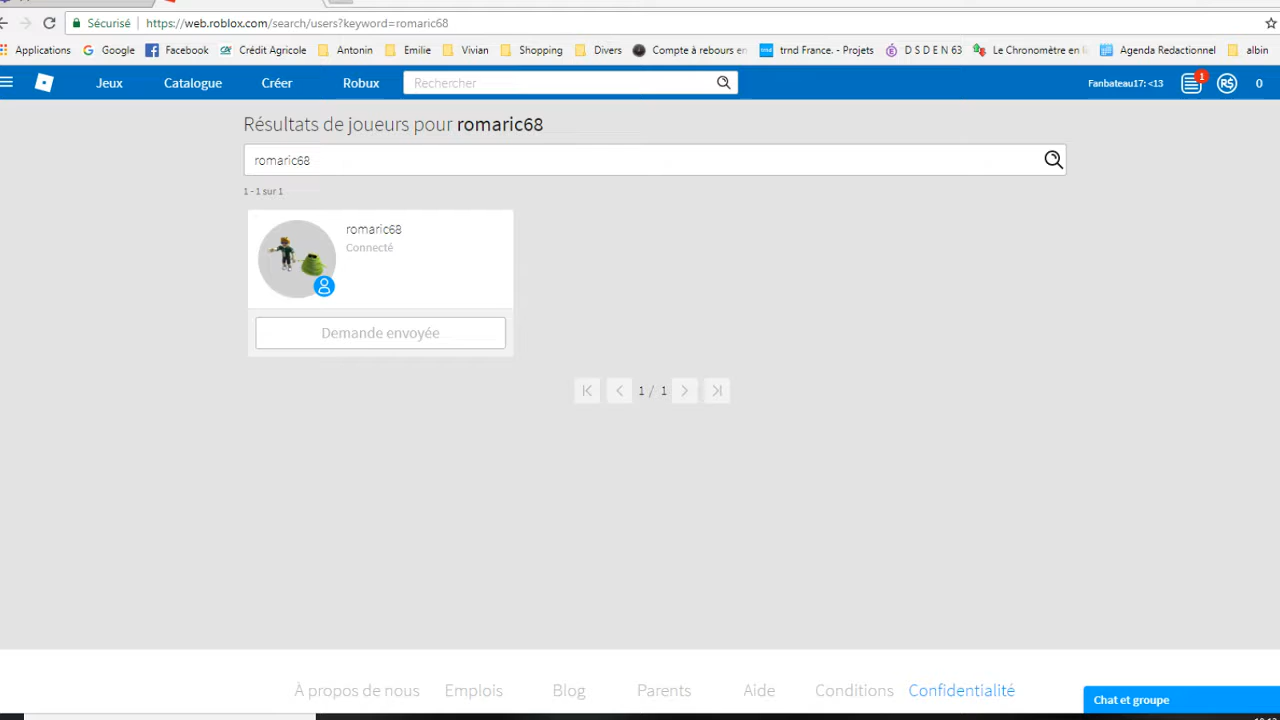 Sécurisé https://web.roblox.com/search/users?keyword=romaric68
Applications Google Facebook Crédit Agricole Antonin Emilie Vivian Shopping Divers Compte à rebours en trnd France. - Projets D S D E N 63 Le Chronomètre en l Agenda Redactionnel albin
Jeux Catalogue Créer Robux Rechercher Fanbateau17: <13 1 R$ 0
Résultats de joueurs pour romaric68
romaric68
1 - 1 sur 1
romaric68
Connecté
Demande envoyée
1 / 1
À propos de nous Emplois Blog Parents Aide Conditions Confidentialité
Chat et groupe